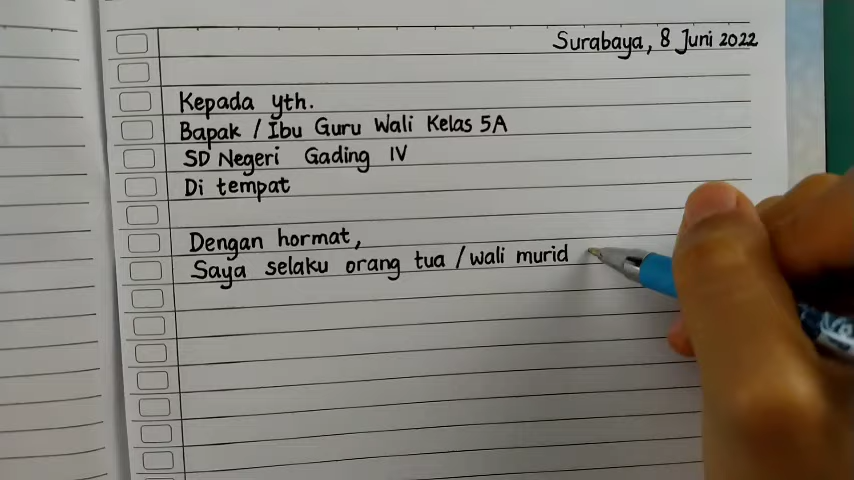 Surabaya, 8 Juni 2022
Kepada yth.
Bapak / Ibu Guru Wali Kelas 5A
SD Negeri Gading IV
Di tempat
Dengan hormat,
Saya selaku orang tua / wali murid